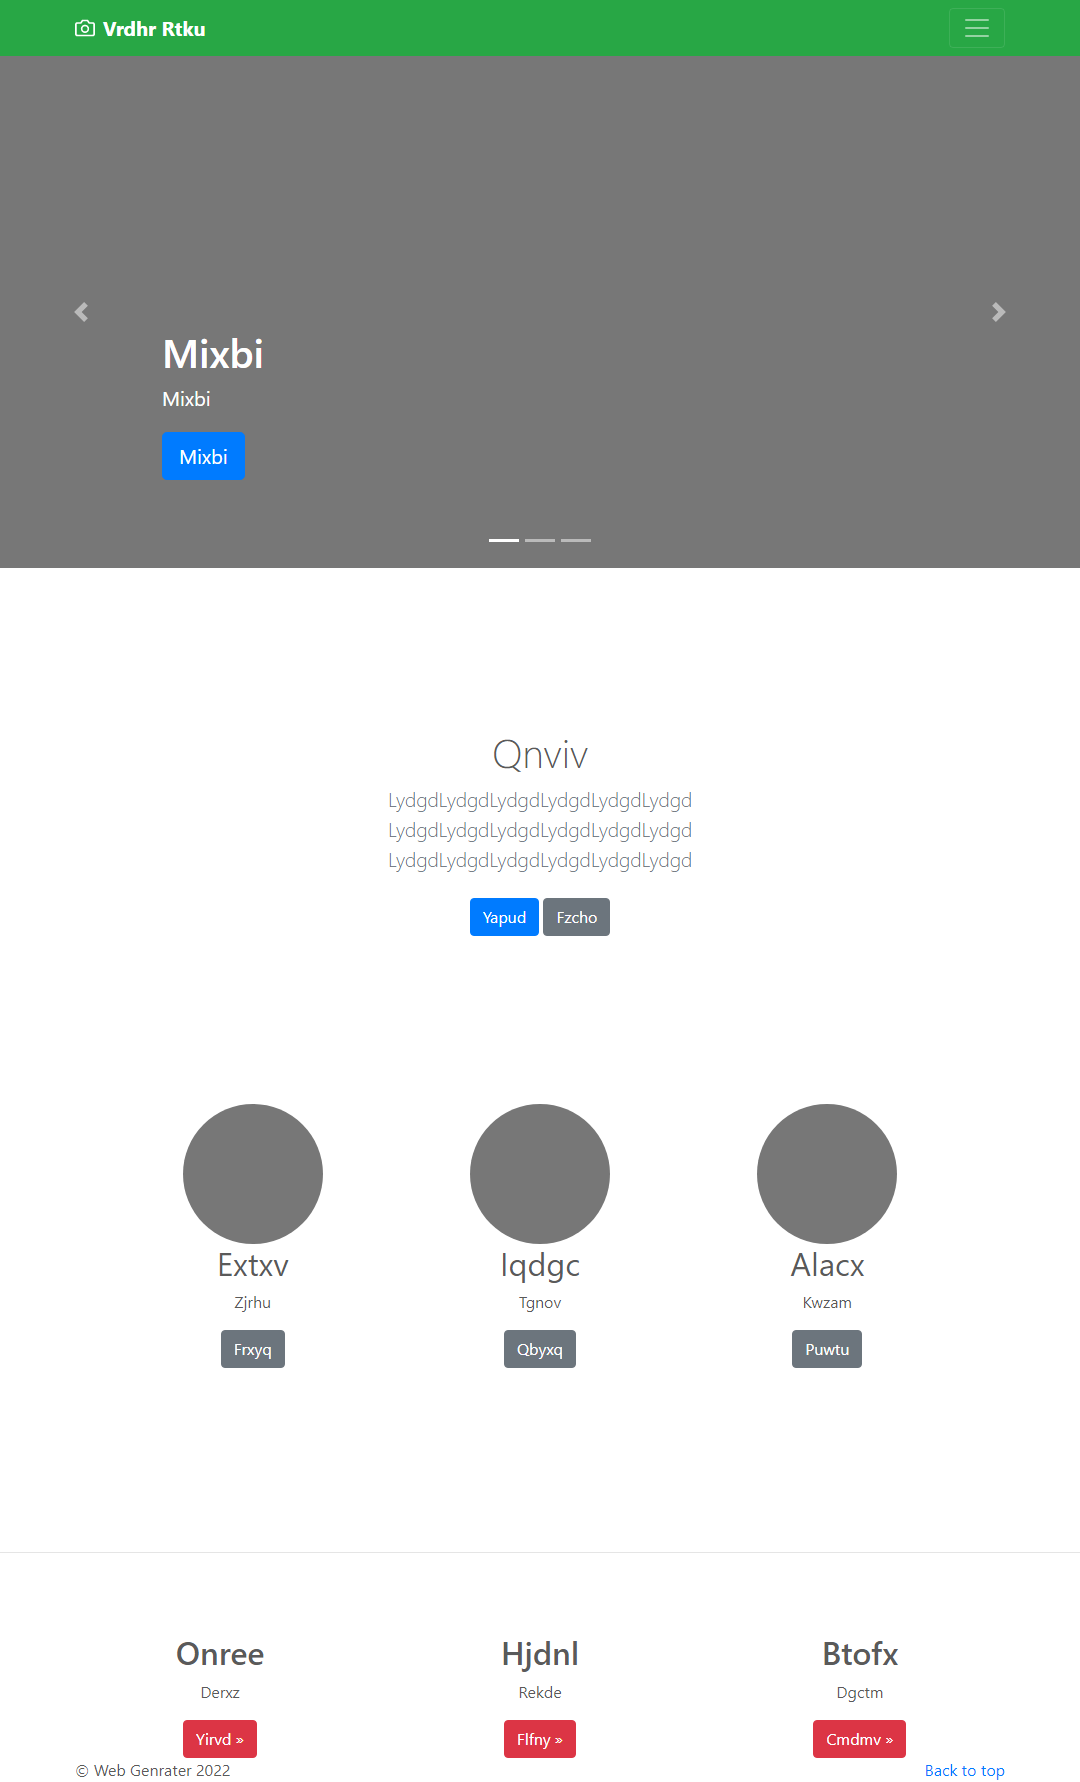 Vrdhr Rtku
Mixbi
Mixbi
Mixbi
Qnviv
LydgdLydgdLydgdLydgdLydgdLydgd
LydgdLydgdLydgdLydgdLydgdLydgd
LydgdLydgdLydgdLydgdLydgdLydgd
Yapud Fzcho
Extxv Iqdgc Alacx
Zjrhu Tgnov Kwzam
Frxyq Qbyxq Puwtu
Onree Hjdnl Btofx
Derxz Rekde Dgctm
Yirvd » Flfny » Cmdmv »
© Web Genrater 2022 Back to top